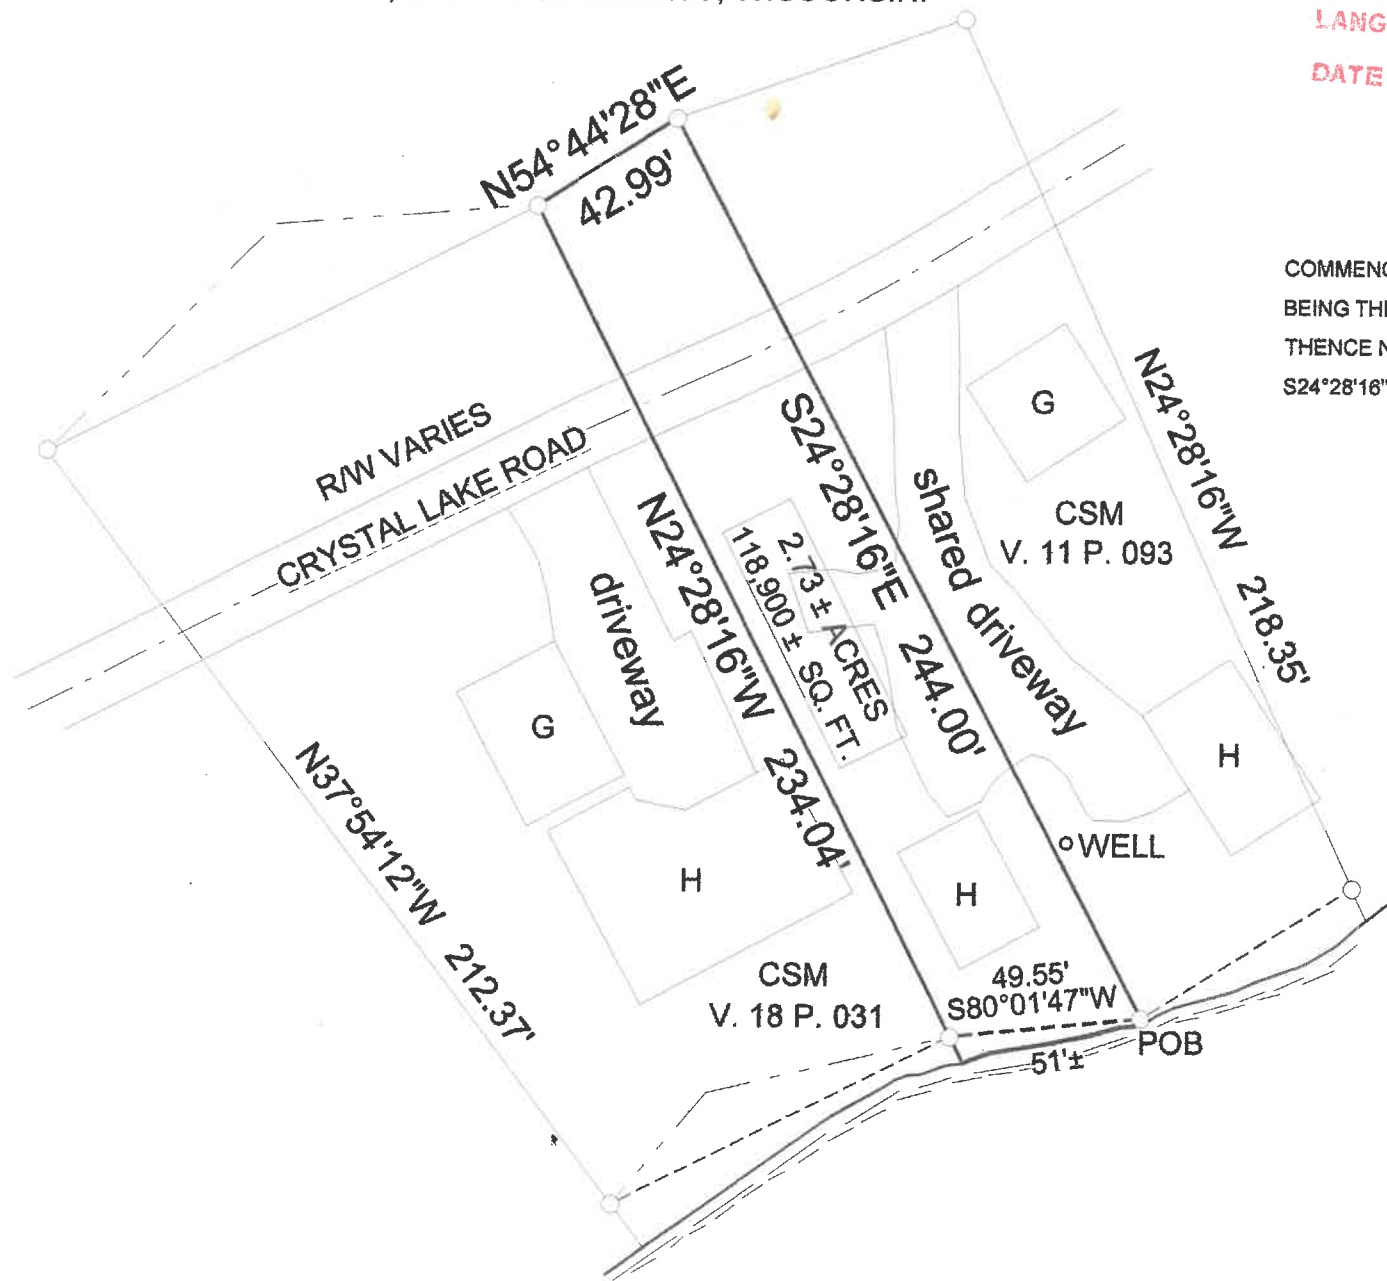 WISCONSIN.
LANG
DATE
N54°44'28"E
42.99'
COMMENC
BEING THE
THENCE N
S24°28'16"
R/W VARIES
CRYSTAL LAKE ROAD
N24°28'16"W 218.35'
G
CSM
V. 11 P. 093
S24°28'16"E 244.00'
shared driveway
2.73 ± ACRES
118,900 ± SQ. FT.
N24°28'16"W 234.04'
driveway
G
H
WELL
N37°54'12"W 212.37'
H
H
CSM
V. 18 P. 031
49.55'
S80°01'47"W
POB
51'±